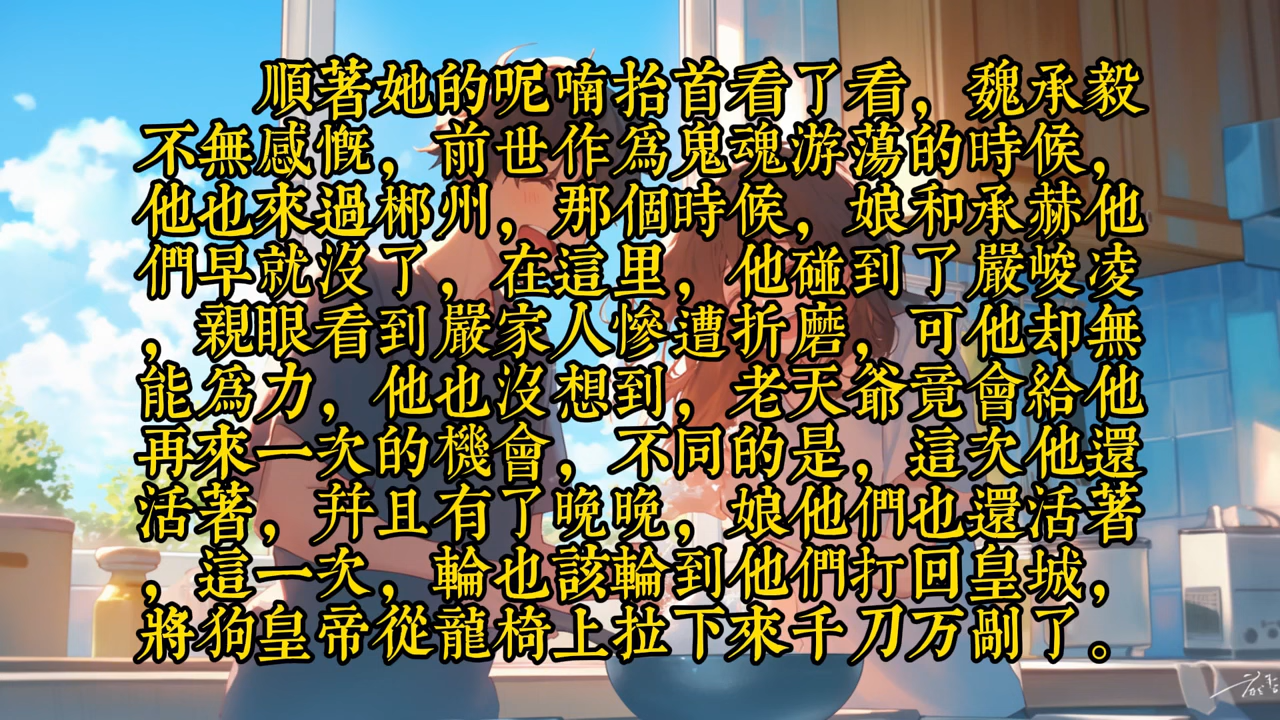 順著她的呢喃抬首看了看，魏承毅
不無感慨，前世作爲鬼魂游蕩的時候，
他也來過郴州，那個時候，娘和承赫他
們早就沒了，在這里，他碰到了嚴峻凌
，親眼看到嚴家人慘遭折磨，可他却無
能爲力，他也沒想到，老天爺竟會給他
再來一次的機會，不同的是，這次他還
活著，幷且有了晚晚，娘他們也還活著
，這一次，輪也該輪到他們打回皇城，
將狗皇帝從龍椅上拉下來千刀万剮了。